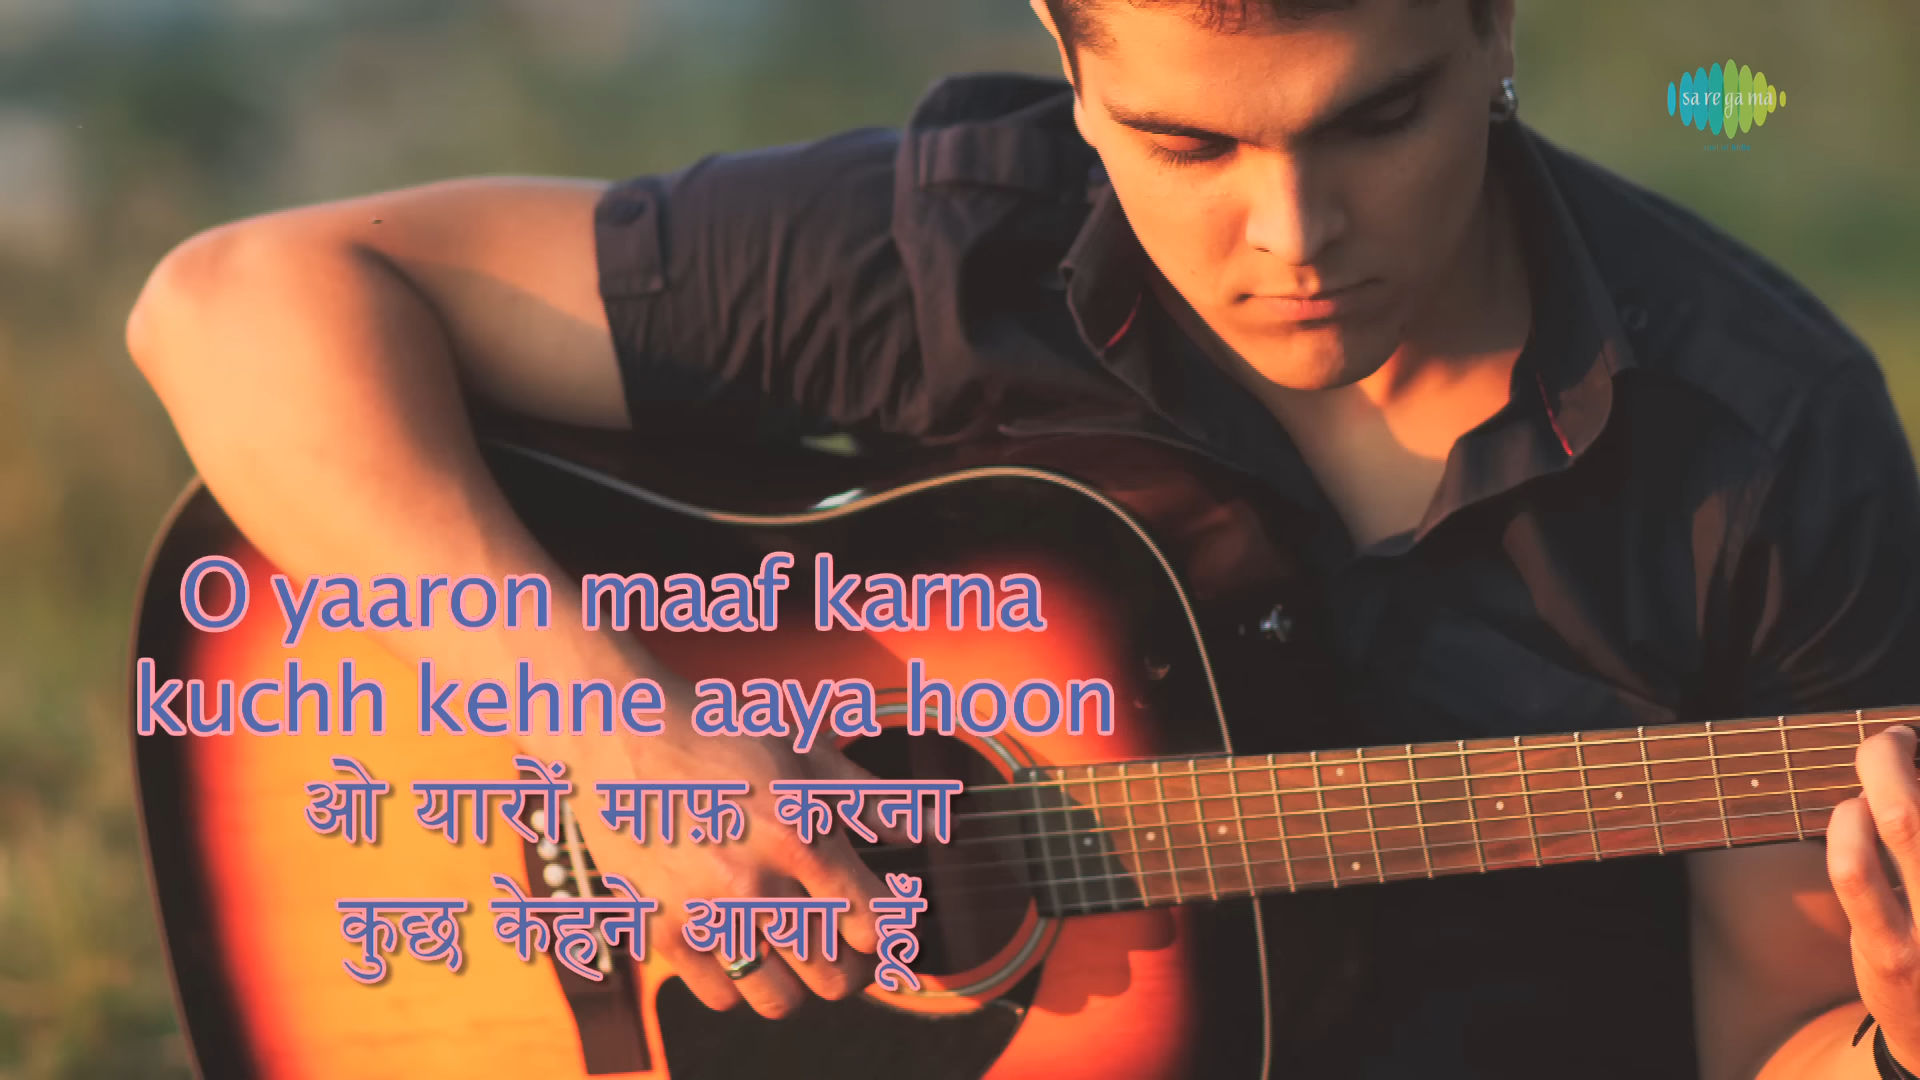 sa re ga ma
O yaaron maaf karna
kuchh kehne aaya hoon
ओ यारों माफ़ करना
कुछ केहने आया हूँ